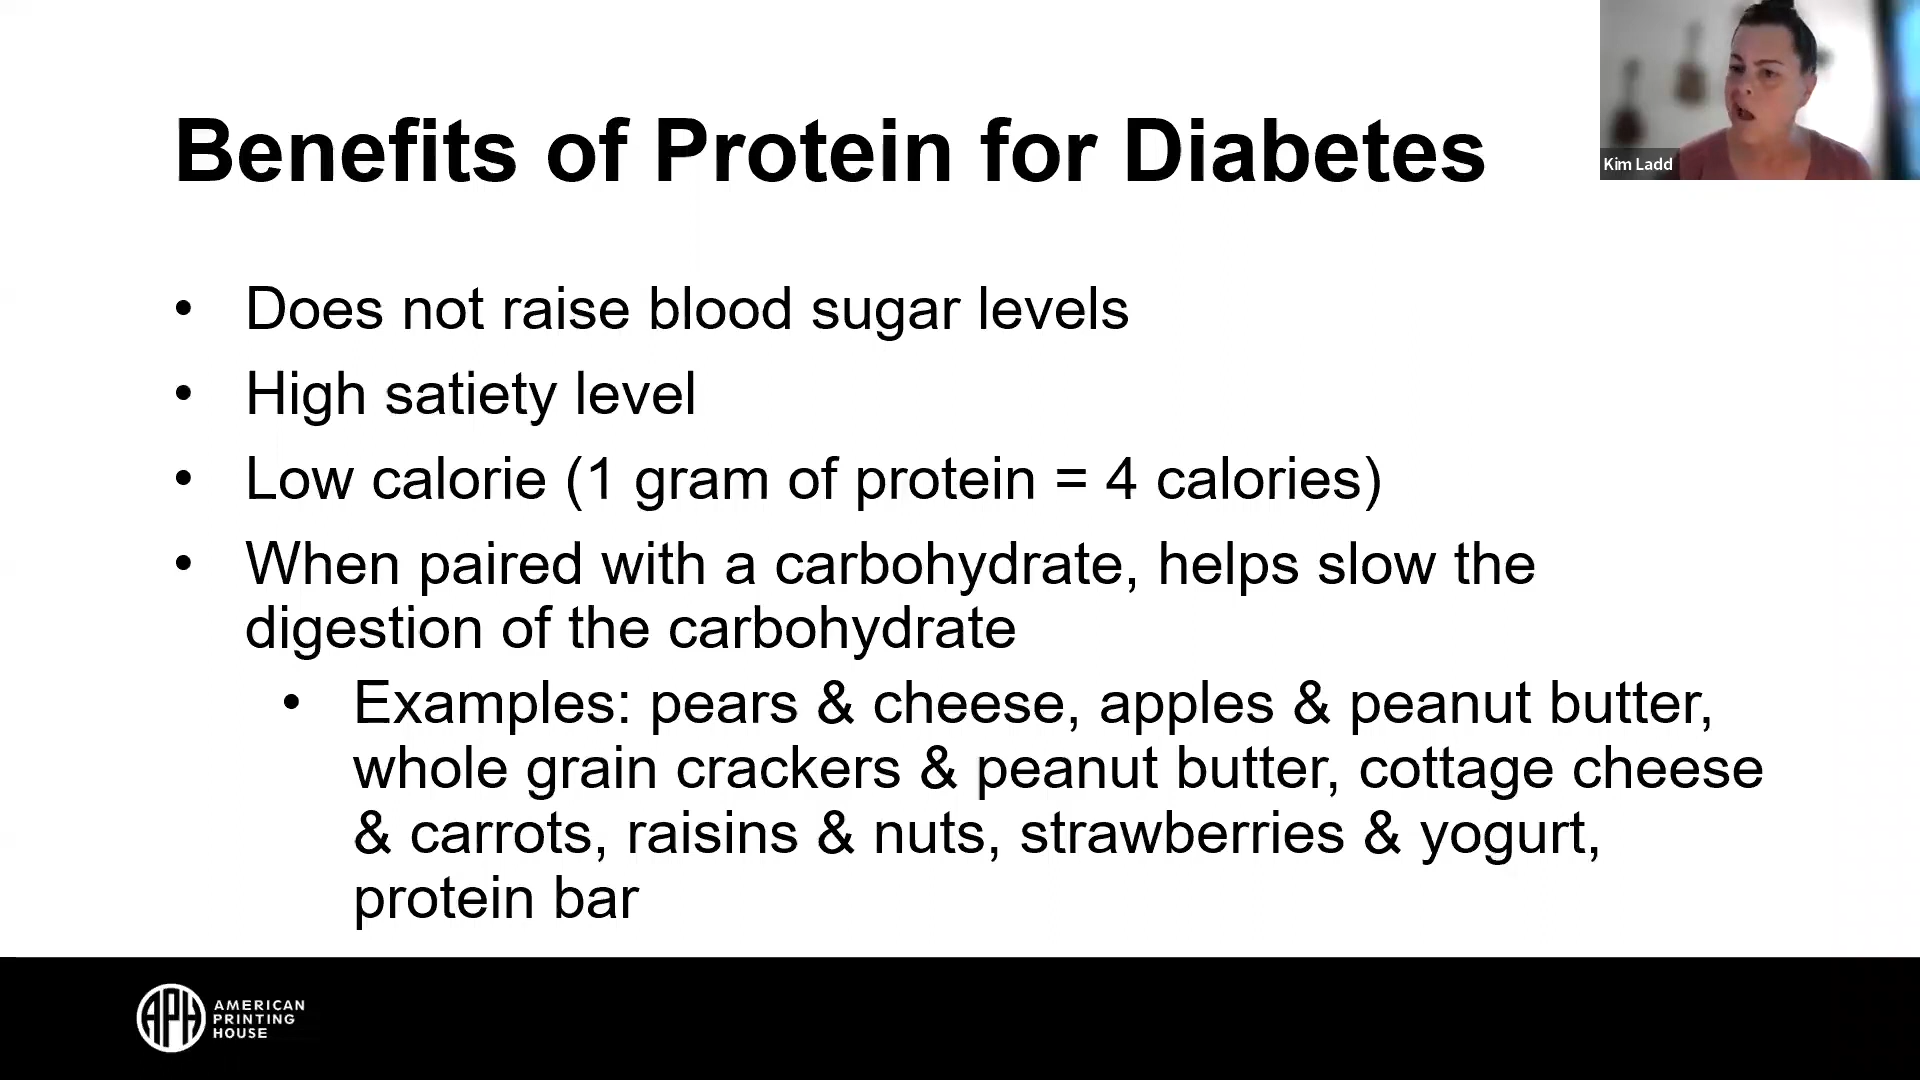 Benefits of Protein for Diabetes
Kim Ladd
• Does not raise blood sugar levels
• High satiety level
• Low calorie (1 gram of protein = 4 calories)
• When paired with a carbohydrate, helps slow the
digestion of the carbohydrate
• Examples: pears & cheese, apples & peanut butter,
whole grain crackers & peanut butter, cottage cheese
& carrots, raisins & nuts, strawberries & yogurt,
protein bar
APH
AMERICAN
PRINTING
HOUSE